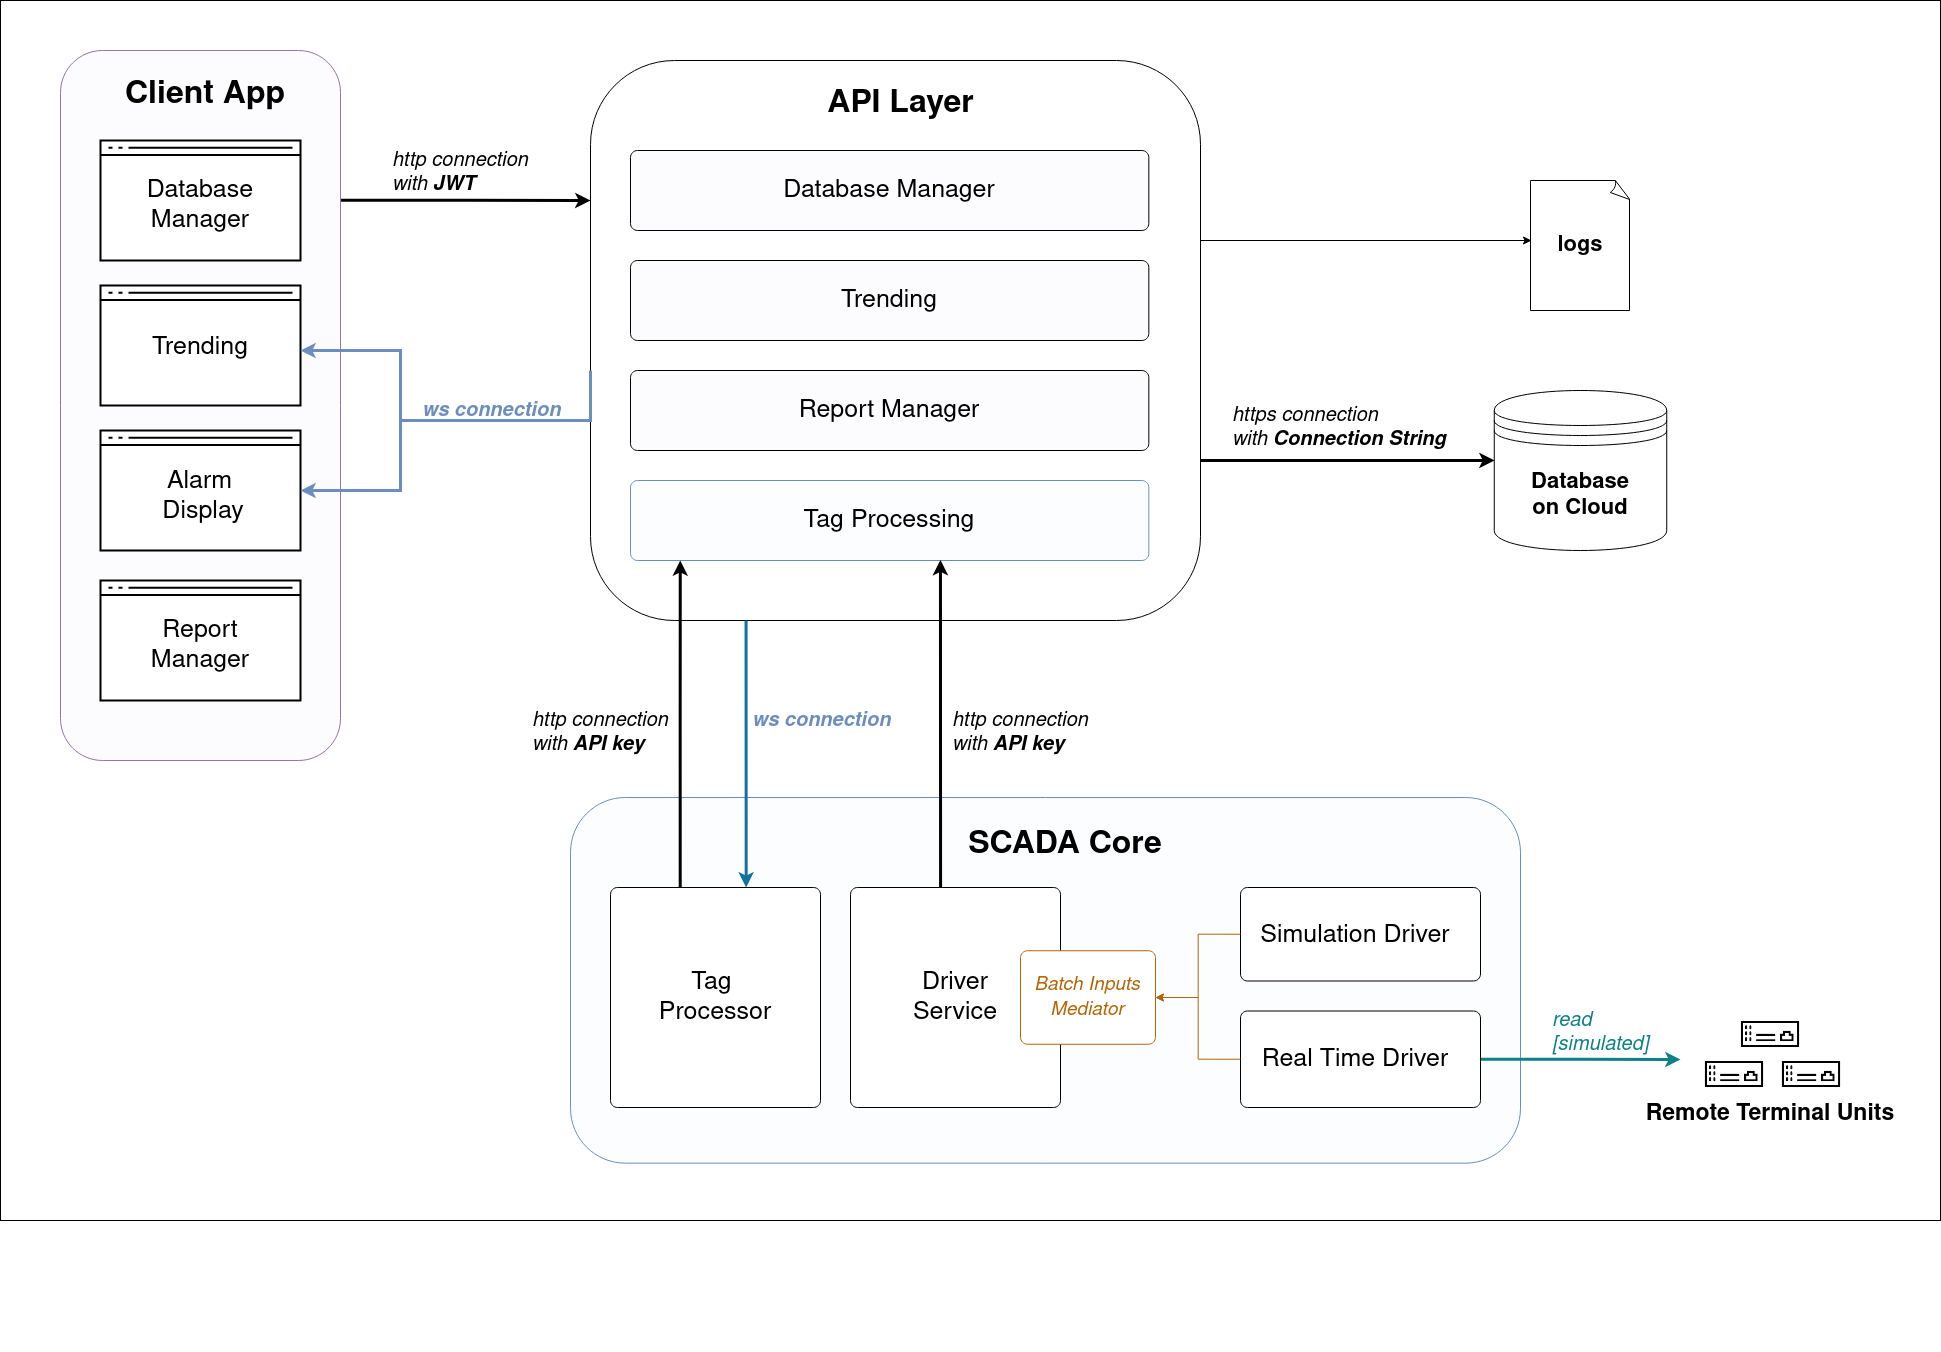 Client App
Database
Manager
Trending
Alarm
Display
Report
Manager
http connection
with JWT
ws connection
API Layer
Database Manager
Trending
Report Manager
Tag Processing
logs
https connection
with Connection String
Database
on Cloud
http connection
with API key
ws connection
http connection
with API key
SCADA Core
Tag
Processor
Driver
Service
Batch Inputs
Mediator
Simulation Driver
Real Time Driver
read
[simulated]
Remote Terminal Units